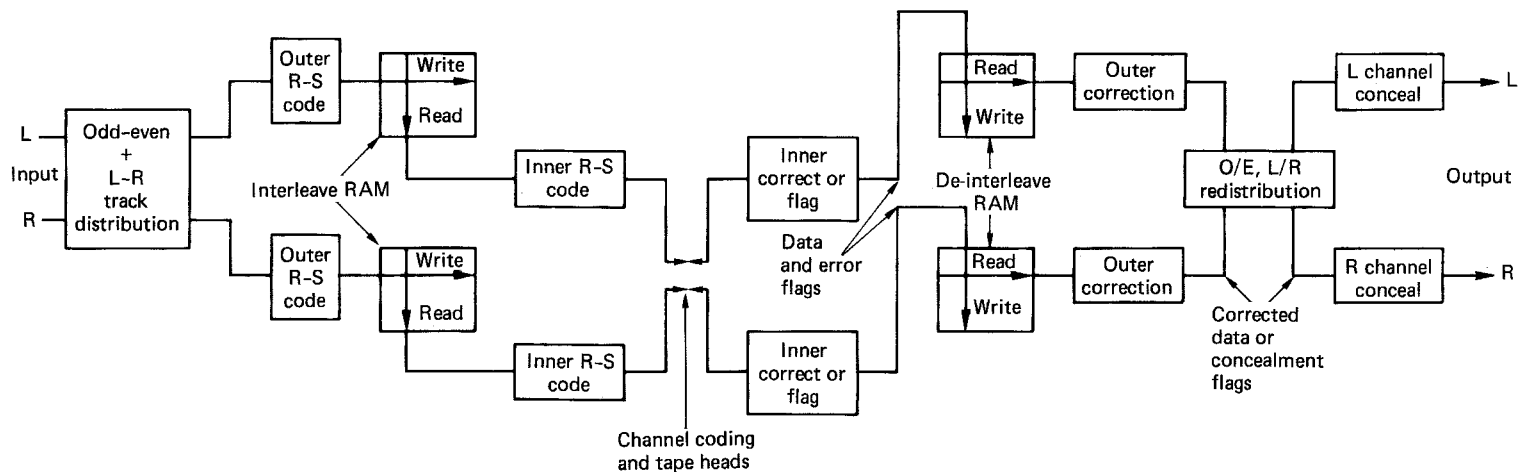 L
Input
R
Odd-even
+
L-R
track
distribution
Outer
R-S
code
Outer
R-S
code
Write
Read
Interleave RAM
Write
Read
Inner R-S
code
Inner R-S
code
Channel coding
and tape heads
Inner
correct or
flag
Inner
correct or
flag
Data
and error
flags
Read
Write
De-interleave
RAM
Read
Write
Outer
correction
Outer
correction
O/E, L/R
redistribution
Corrected
data or
concealment
flags
L channel
conceal
R channel
conceal
L
Output
R